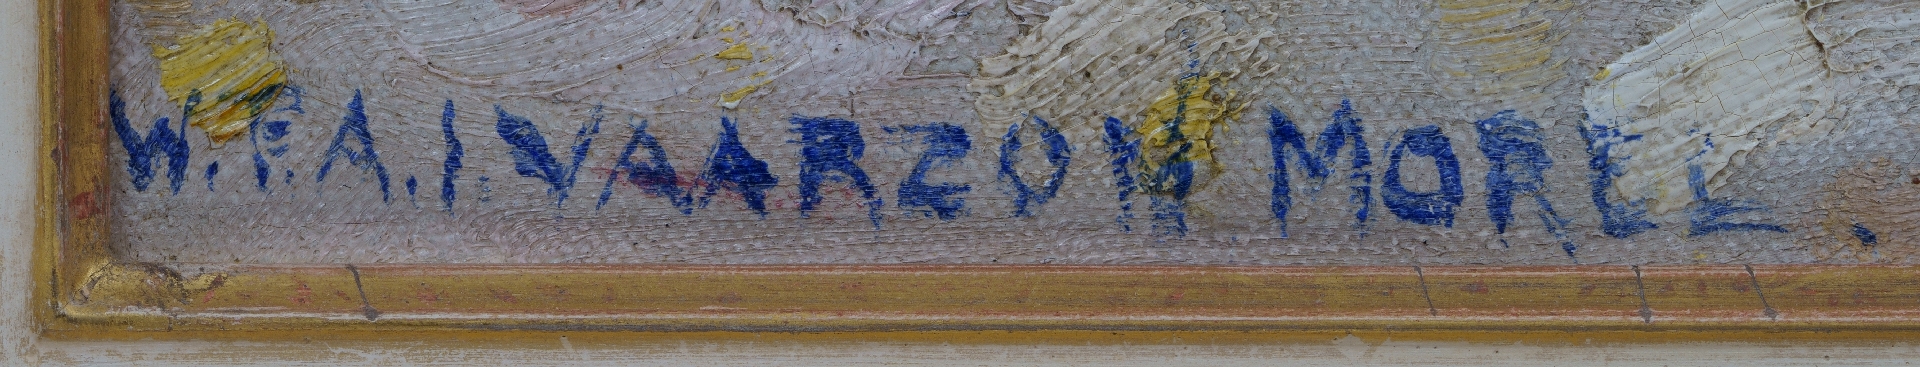 W.F.A.I. VAARZON MOREL.